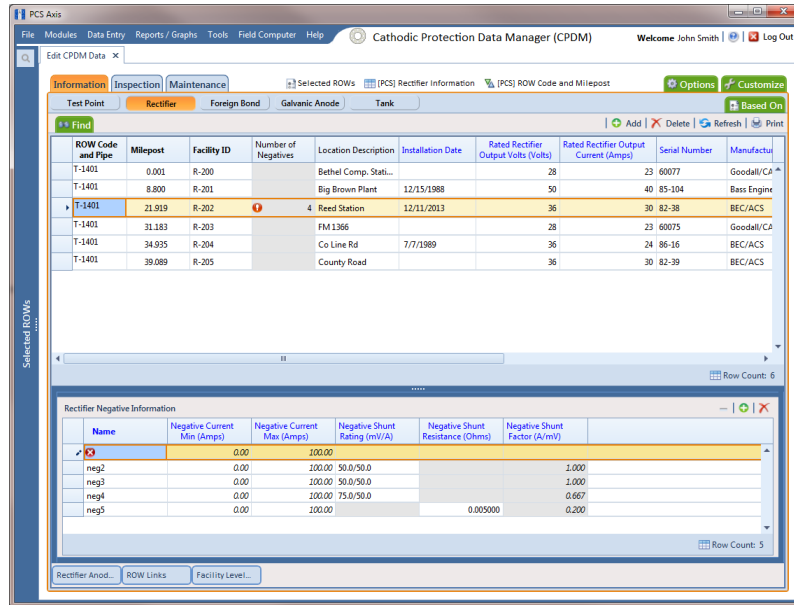 PCS Axis
File Modules Data Entry Reports / Graphs Tools Field Computer Help Cathodic Protection Data Manager (CPDM) Welcome John Smith Log Out
Edit CPDM Data
Information Inspection Maintenance Selected ROWs [PCS] Rectifier Information [PCS] ROW Code and Milepost Options Customize
Test Point Rectifier Foreign Bond Galvanic Anode Tank Based On
Find Add Delete Refresh Print
ROW Code and Pipe Milepost Facility ID Number of Negatives Location Description Installation Date Rated Rectifier Output Volts (Volts) Rated Rectifier Output Current (Amps) Serial Number Manufactur
T-1401 0.001 R-200 Bethel Comp. Stati... 28 23 60077 Goodall/CA
T-1401 8.800 R-201 Big Brown Plant 12/15/1988 50 40 85-104 Bass Engine
T-1401 21.919 R-202 4 Reed Station 12/11/2013 36 30 82-38 BEC/ACS
T-1401 31.183 R-203 FM 1366 28 23 60075 Goodall/CA
T-1401 34.935 R-204 Co Line Rd 7/7/1989 36 24 86-16 BEC/ACS
T-1401 39.089 R-205 County Road 36 30 82-39 BEC/ACS
Selected ROWs
Row Count: 6
Rectifier Negative Information
Name Negative Current Min (Amps) Negative Current Max (Amps) Negative Shunt Rating (mV/A) Negative Shunt Resistance (Ohms) Negative Shunt Factor (A/mV)
0.00 100.00
neg2 0.00 100.00 50.0/50.0 1.000
neg3 0.00 100.00 50.0/50.0 1.000
neg4 0.00 100.00 75.0/50.0 0.667
neg5 0.00 100.00 0.005000 0.200
Row Count: 5
Rectifier Anod... ROW Links Facility Level...